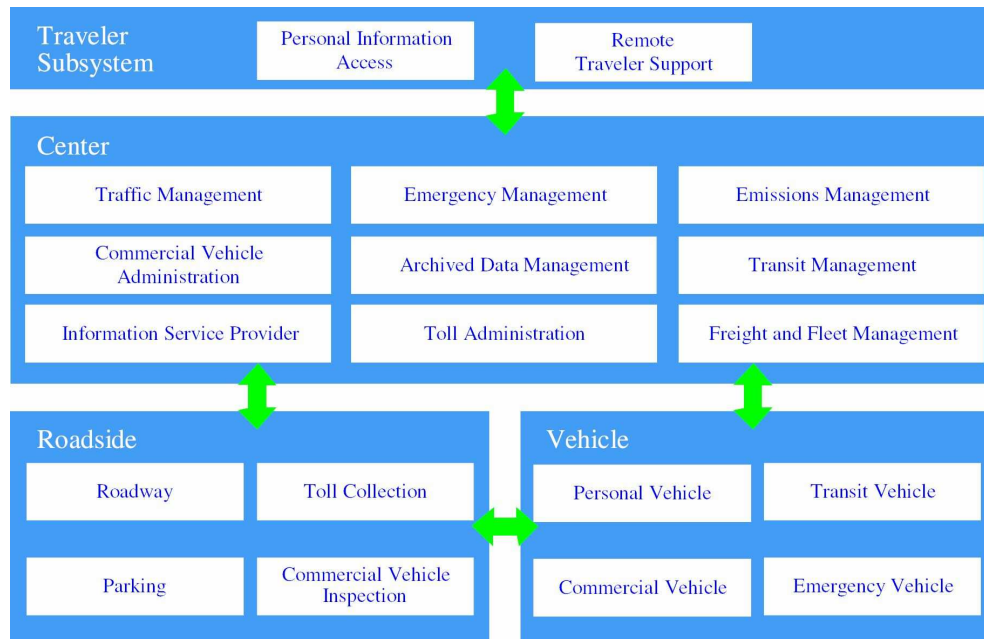 Traveler
Subsystem
Personal Information
Access
Remote
Traveler Support
Center
Traffic Management
Emergency Management
Emissions Management
Commercial Vehicle
Administration
Archived Data Management
Transit Management
Information Service Provider
Toll Administration
Freight and Fleet Management
Roadside
Roadway
Toll Collection
Parking
Commercial Vehicle
Inspection
Vehicle
Personal Vehicle
Transit Vehicle
Commercial Vehicle
Emergency Vehicle